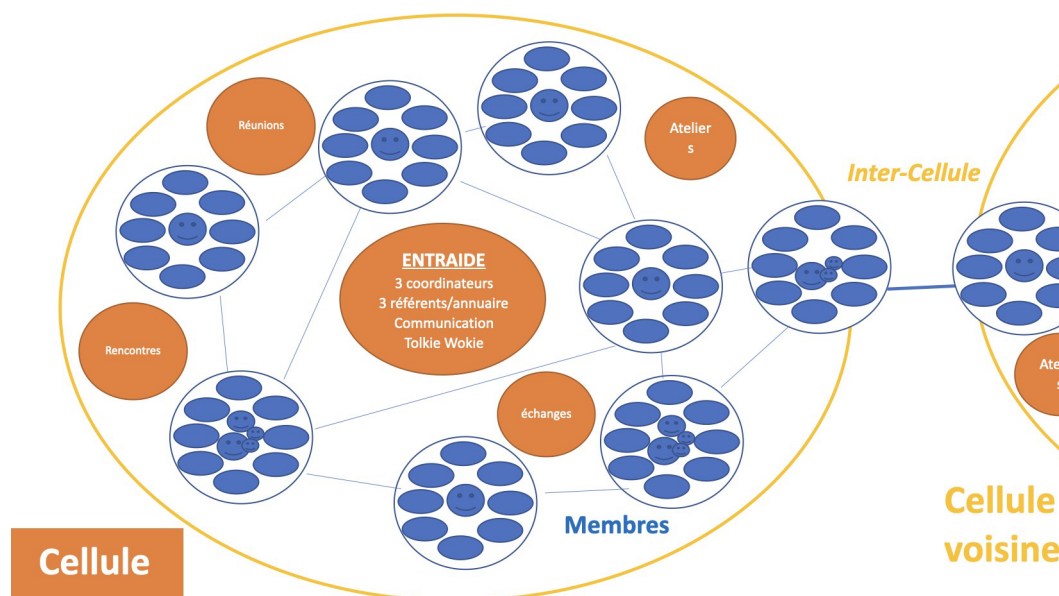 Réunions
Atelier
s
Inter-Cellule
ENTRAIDE
3 coordinateurs
3 référents/annuaire
Communication
Tolkie Wokie
Rencontres
échanges
Ate
s
Membres
Cellule
Cellule
voisine